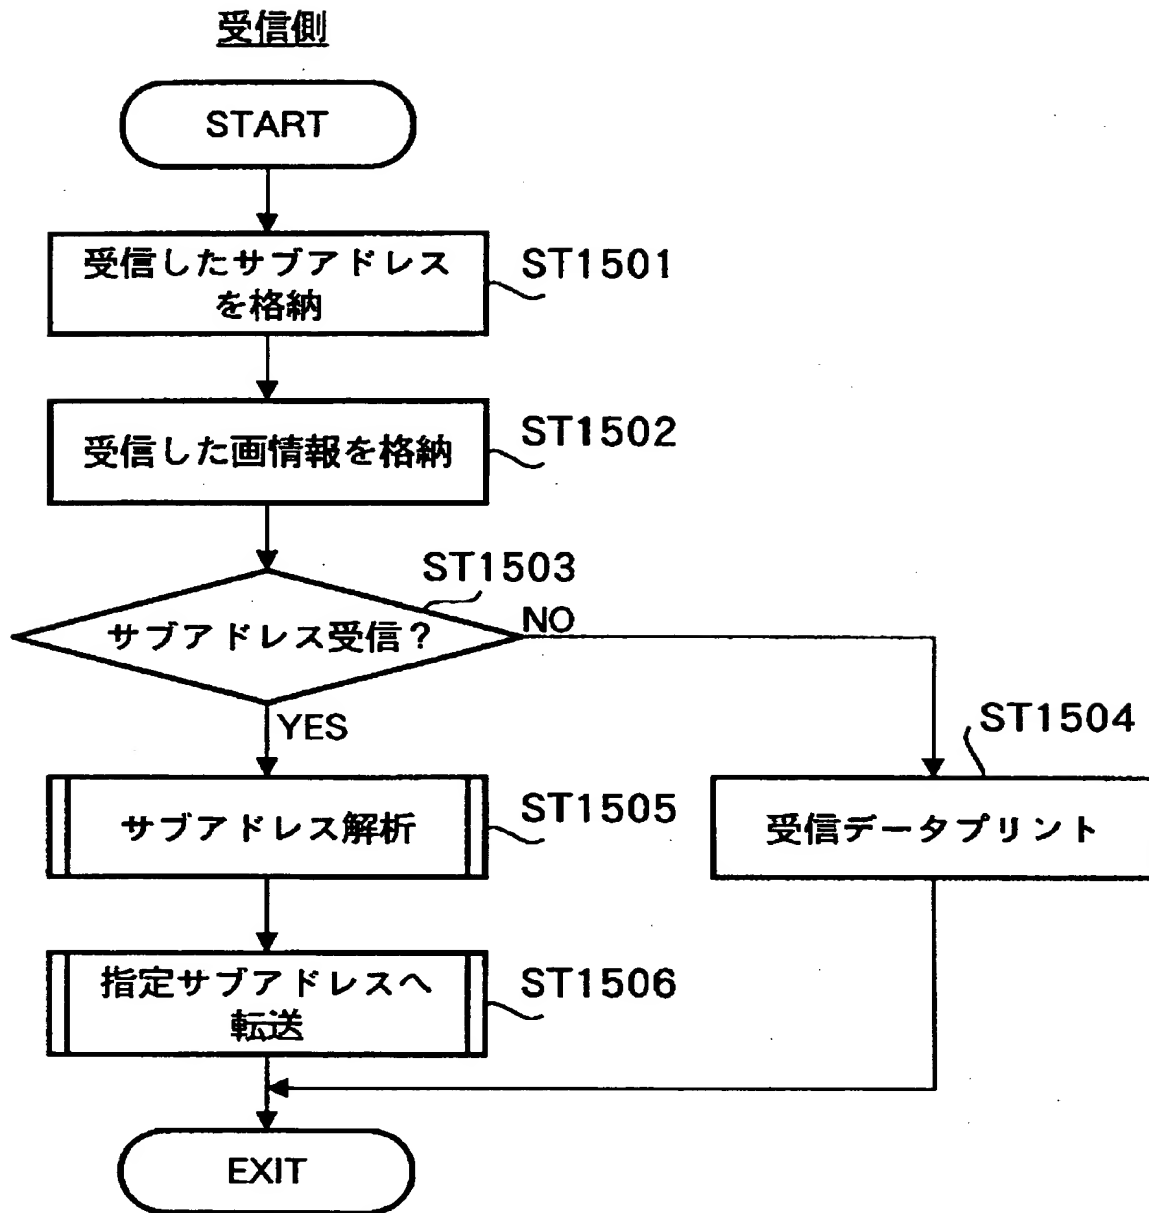 受信側
START
受信したサブアドレス
を格納
ST1501
受信した画情報を格納
ST1502
ST1503
サブアドレス受信？
NO
YES
ST1504
サブアドレス解析
ST1505
受信データプリント
指定サブアドレスへ
転送
ST1506
EXIT